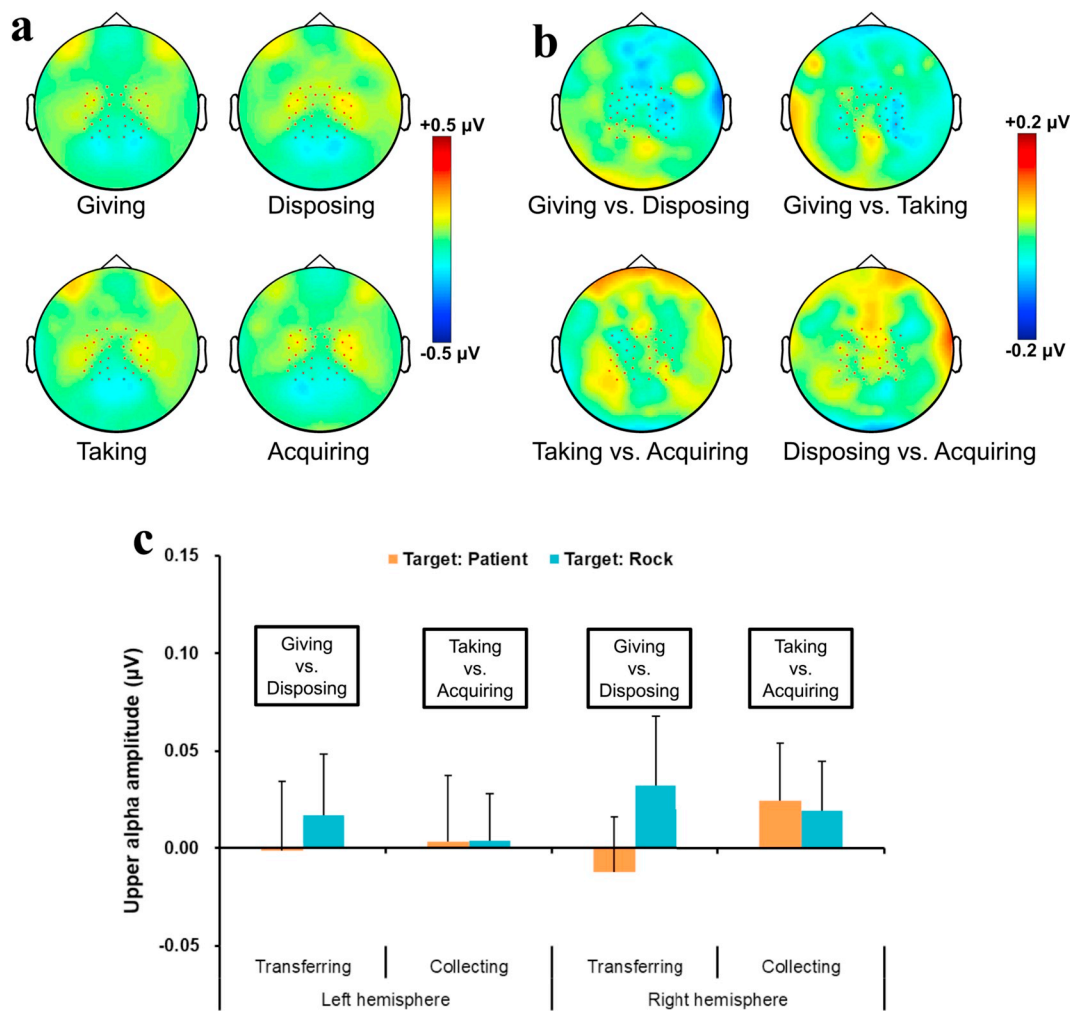 a
Giving
Disposing
Taking
Acquiring
+0.5 µV
-0.5 µV
b
Giving vs. Disposing
Giving vs. Taking
Taking vs. Acquiring
Disposing vs. Acquiring
+0.2 µV
-0.2 µV
c
Target: Patient
Target: Rock
Upper alpha amplitude (µV)
0.15
0.10
0.05
0.00
-0.05
Giving
vs.
Disposing
Taking
vs.
Acquiring
Giving
vs.
Disposing
Taking
vs.
Acquiring
Transferring
Collecting
Transferring
Collecting
Left hemisphere
Right hemisphere